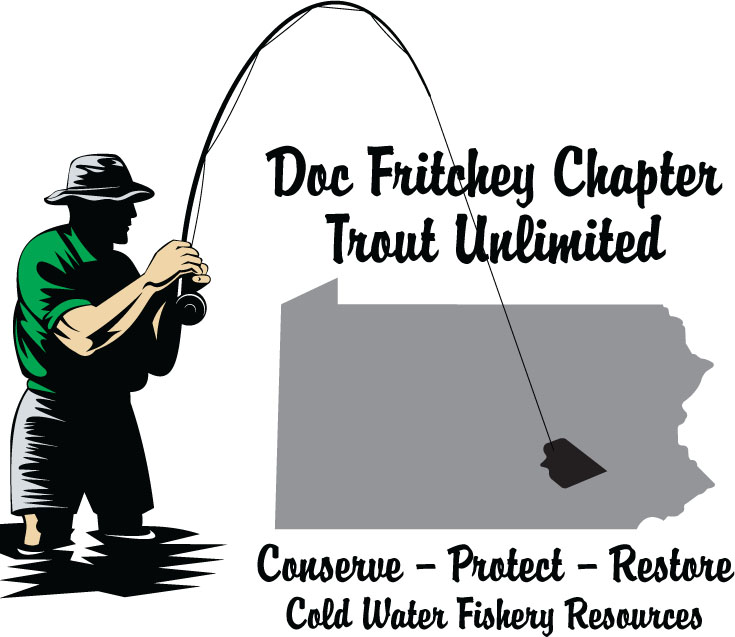 Doc Fritchey Chapter
Trout Unlimited
Conserve – Protect – Restore
Cold Water Fishery Resources